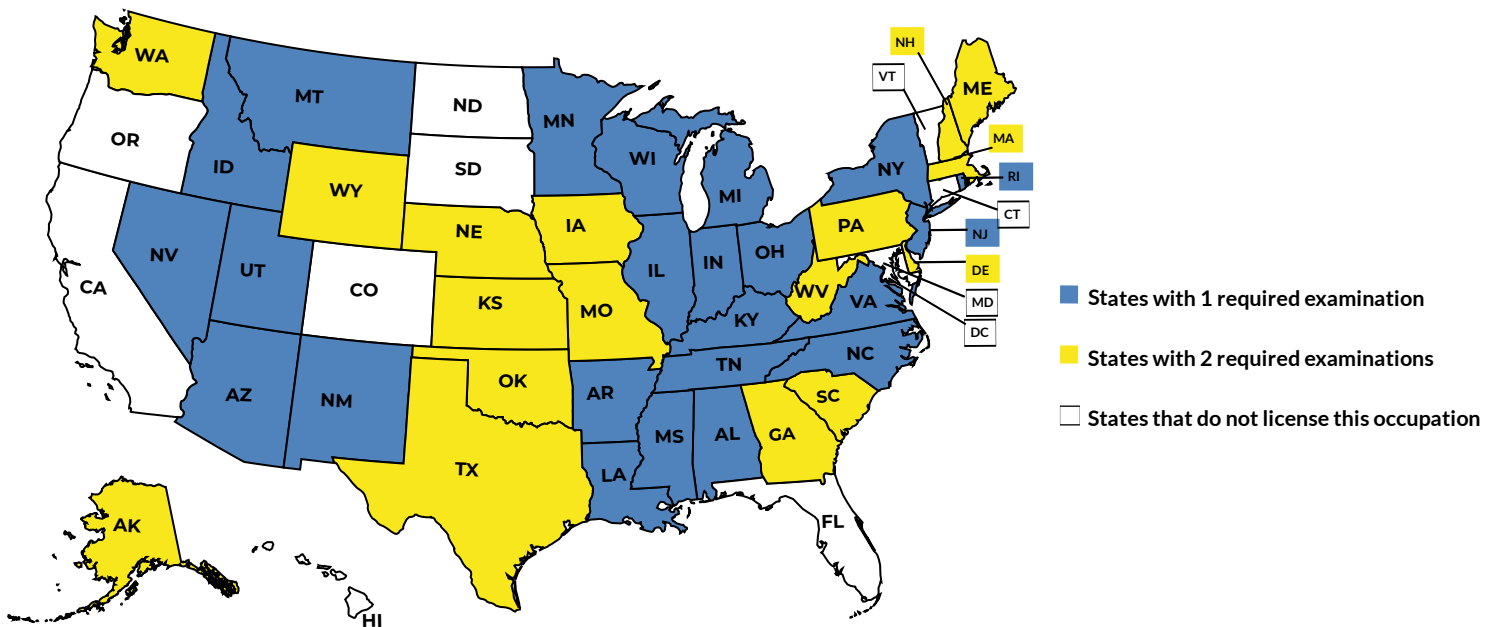 WA
MT
ND
MN
OR
ID
SD
WI
WY
MI
NY
ME
NH
VT
MA
RI
CT
NJ
DE
MD
DC
NE
IA
PA
NV
UT
CO
IL
IN
OH
CA
KS
MO
WV
VA
KY
AZ
NM
OK
AR
TN
NC
SC
TX
LA
MS
AL
GA
FL
AK
HI
States with 1 required examination
States with 2 required examinations
States that do not license this occupation